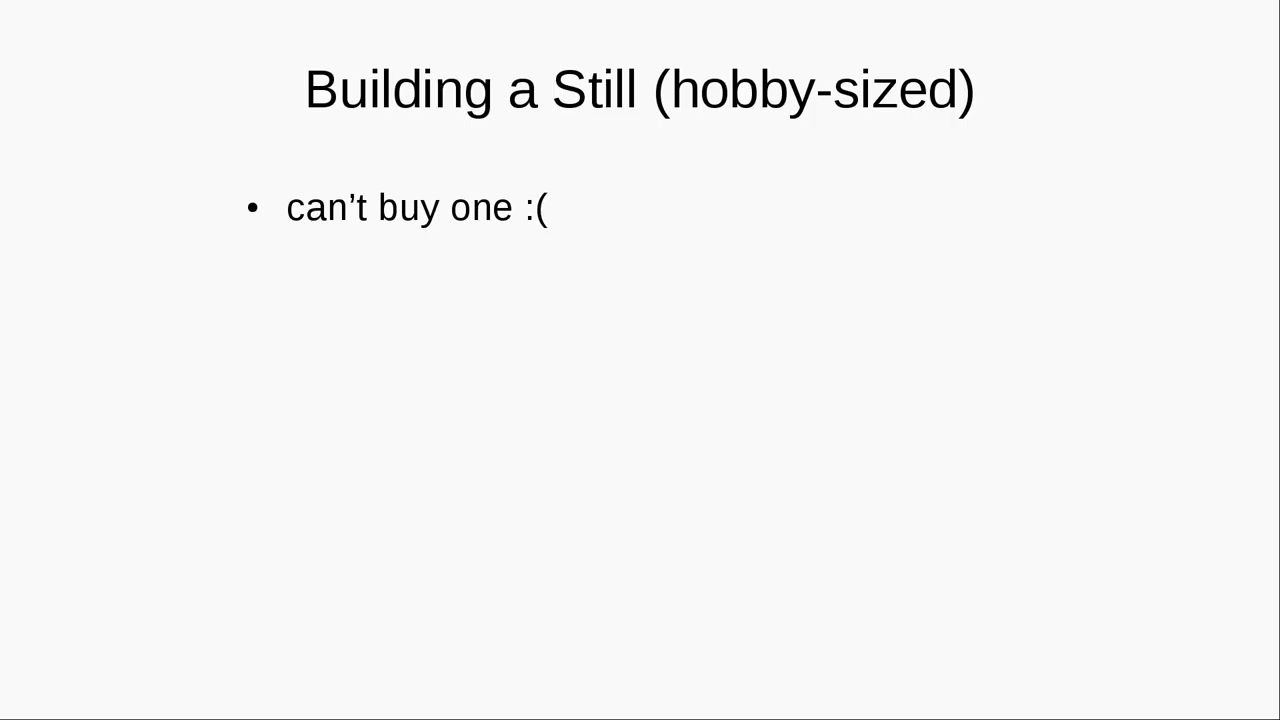 Building a Still (hobby-sized)
• can’t buy one :(